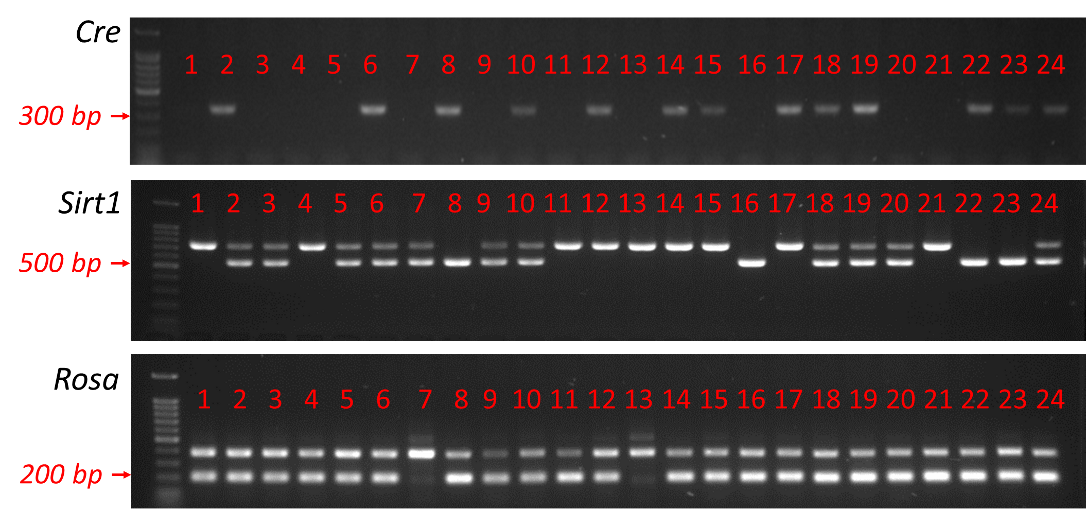 Cre
1 2 3 4 5 6 7 8 9 10 11 12 13 14 15 16 17 18 19 20 21 22 23 24
300 bp →
Sirt1
1 2 3 4 5 6 7 8 9 10 11 12 13 14 15 16 17 18 19 20 21 22 23 24
500 bp →
Rosa
1 2 3 4 5 6 7 8 9 10 11 12 13 14 15 16 17 18 19 20 21 22 23 24
200 bp →